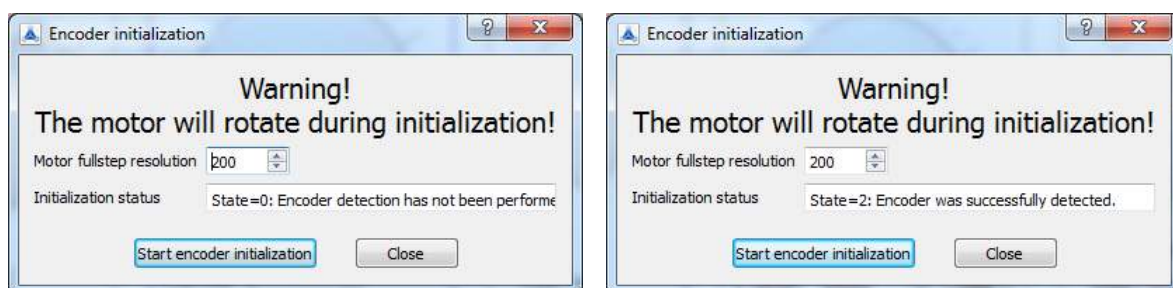 Encoder initialization
Warning!
The motor will rotate during initialization!
Motor fullstep resolution 200
Initialization status State=0: Encoder detection has not been performe
Start encoder initialization Close
Encoder initialization
Warning!
The motor will rotate during initialization!
Motor fullstep resolution 200
Initialization status State=2: Encoder was successfully detected.
Start encoder initialization Close